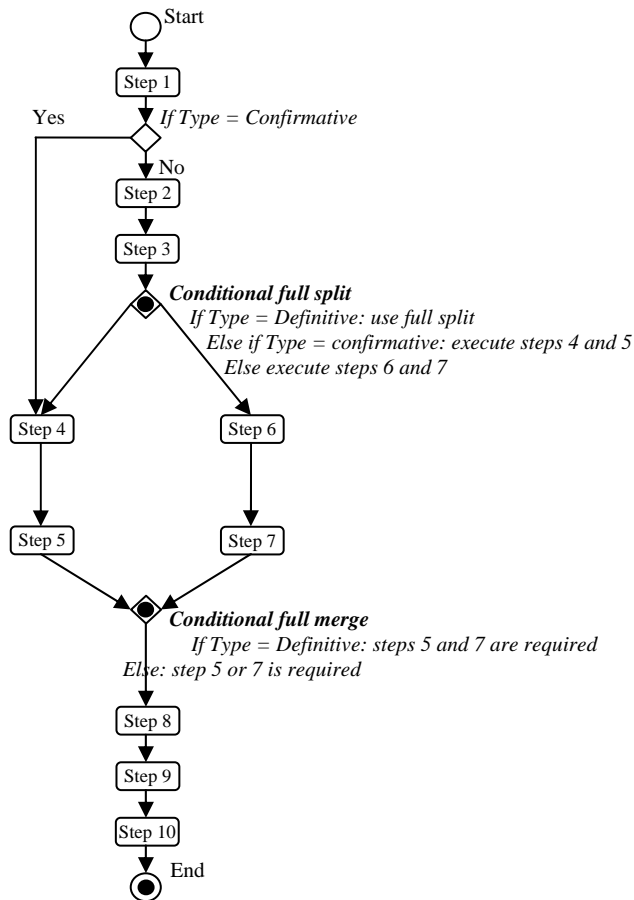 Start
Step 1
Yes
If Type = Confirmative
No
Step 2
Step 3
Conditional full split
If Type = Definitive: use full split
Else if Type = confirmative: execute steps 4 and 5
Else execute steps 6 and 7
Step 4
Step 6
Step 5
Step 7
Conditional full merge
If Type = Definitive: steps 5 and 7 are required
Else: step 5 or 7 is required
Step 8
Step 9
Step 10
End